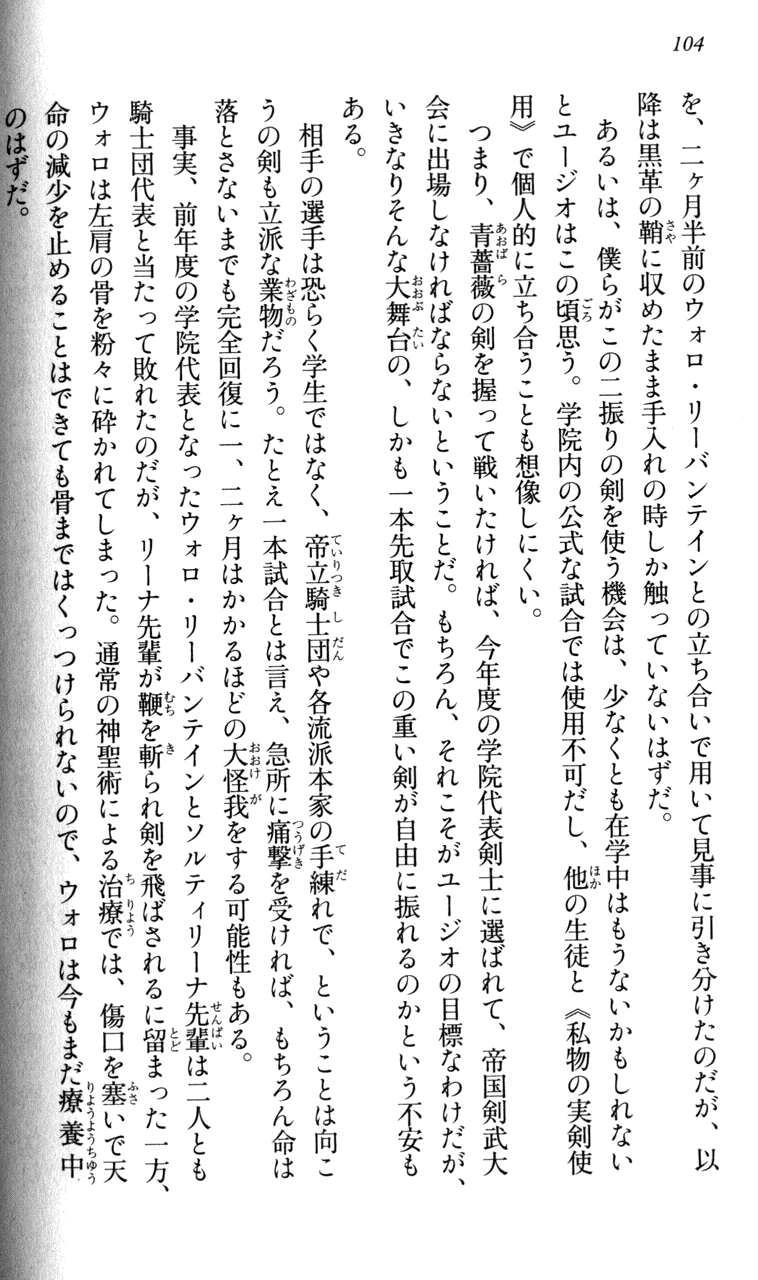 104
を、二ヶ月半前のウォロ・リーバンテインとの立ち合いで用いて見事に引き分けたのだが、以
降は黒革の鞘に収めたまま手入れの時しか触っていないはずだ。
あるいは、僕らがこの二振りの剣を使う機会は、少なくとも在学中はもうないかもしれない
とユージオはこの頃思う。学院内の公式な試合では使用不可だし、他の生徒と《私物の実剣使
用》で個人的に立ち合うことも想像しにくい。
つまり、青薔薇の剣を握って戦いたければ、今年度の学院代表剣士に選ばれて、帝国剣武大
会に出場しなければならないということだ。もちろん、それこそがユージオの目標なわけだが、
いきなりそんな大舞台の、しかも一本先取試合でこの重い剣が自由に振れるのかという不安も
ある。
相手の選手は恐らく学生ではなく、帝立騎士団や各流派本家の手練れで、ということは向こ
うの剣も立派な業物だろう。たとえ一本試合とは言え、急所に痛撃を受ければ、もちろん命は
落とさないまでも完全回復に一、二ヶ月はかかるほどの大怪我をする可能性もある。
事実、前年度の学院代表となったウォロ・リーバンテインとソルティリーナ先輩は二人とも
騎士団代表と当たって敗れたのだが、リーナ先輩が鞭を斬られ剣を飛ばされるに留まった一方、
ウォロは左肩の骨を粉々に砕かれてしまった。通常の神聖術による治療では、傷口を塞いで天
命の減少を止めることはできても骨まではくっつけられないので、ウォロは今もまだ療養中
のはずだ。